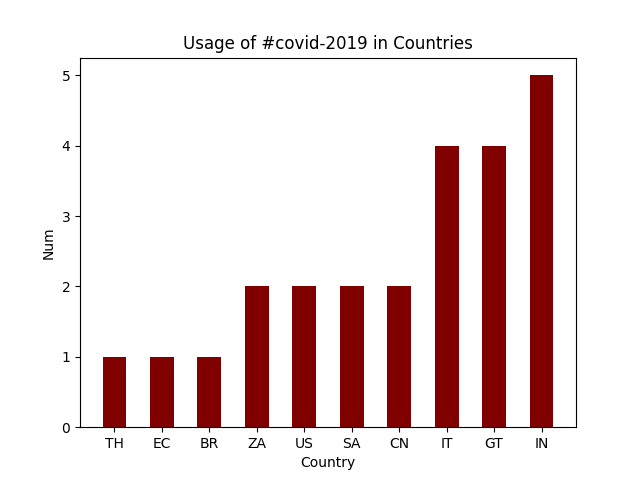 Usage of #covid-2019 in Countries
5
4
3
2
1
0
Num
TH EC BR ZA US SA CN IT GT IN
Country